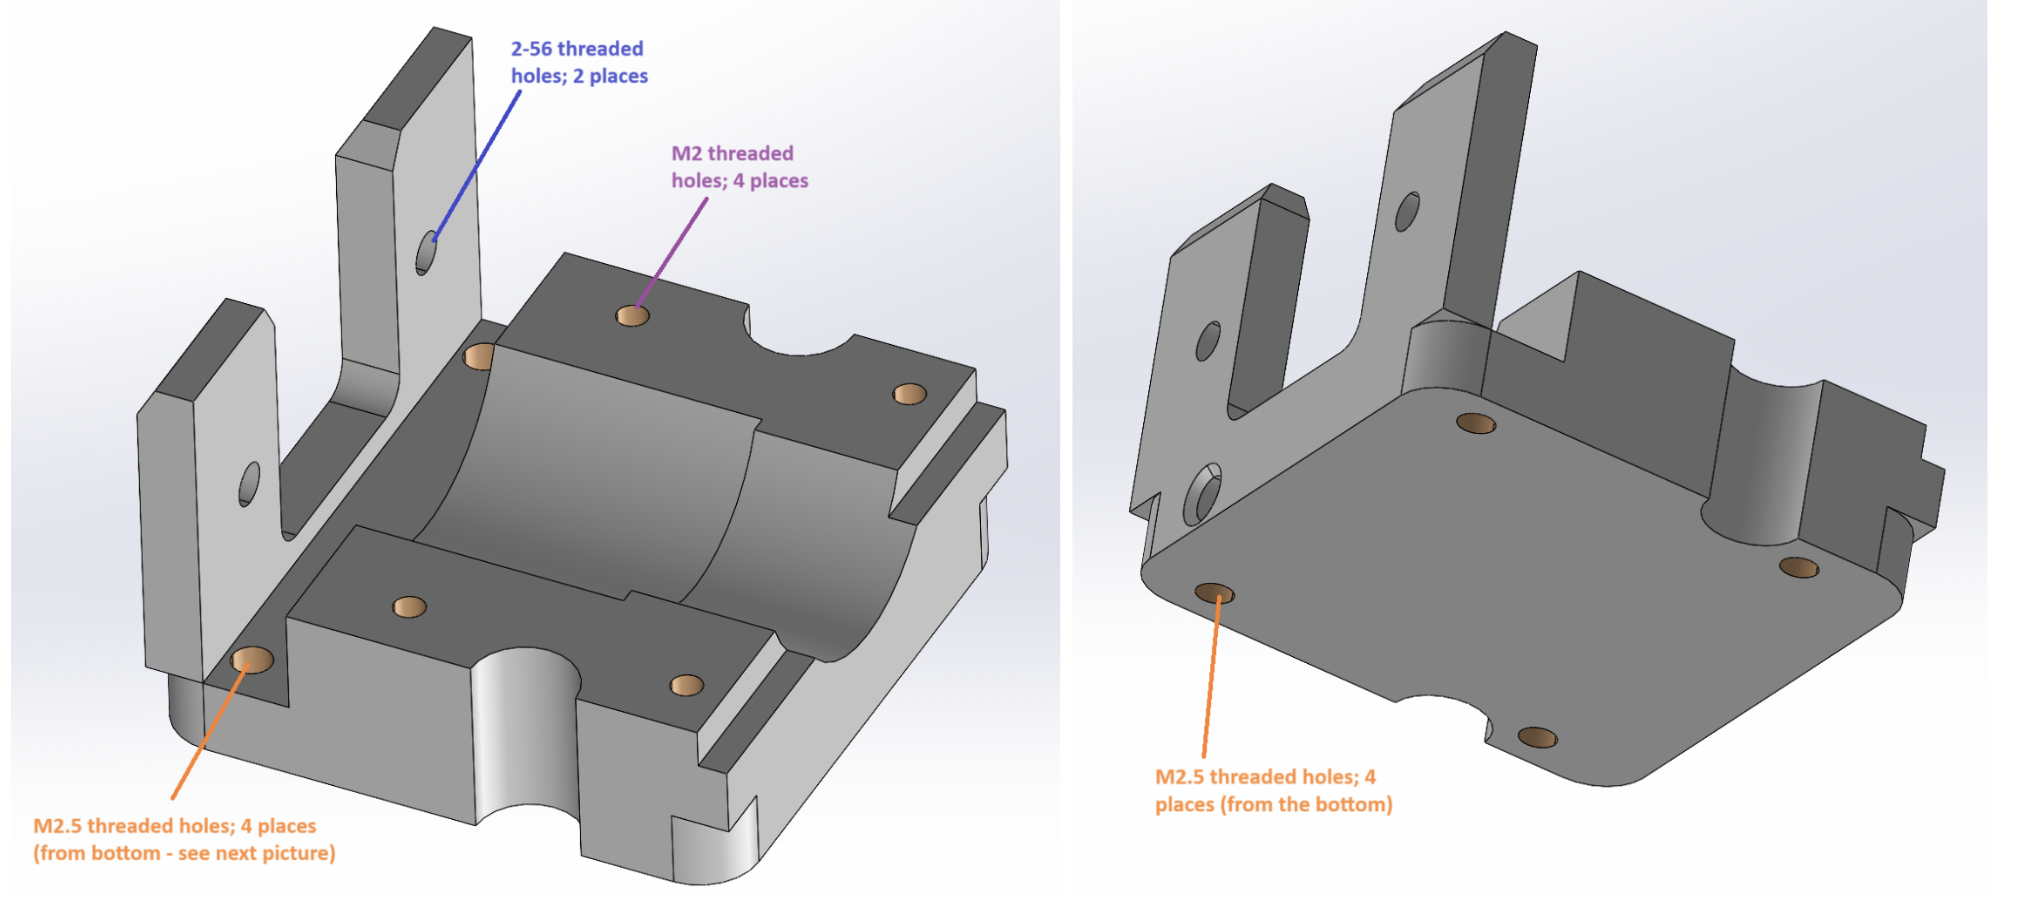 2-56 threaded
holes; 2 places
M2 threaded
holes; 4 places
M2.5 threaded holes; 4 places
(from bottom - see next picture)
M2.5 threaded holes; 4
places (from the bottom)